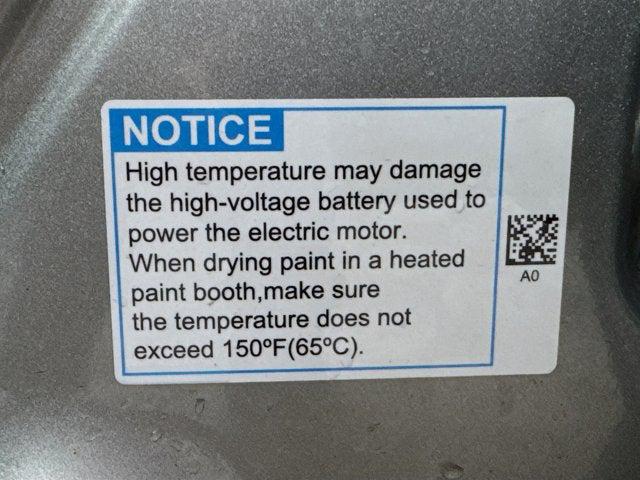 NOTICE
High temperature may damage
the high-voltage battery used to
power the electric motor.
When drying paint in a heated
paint booth,make sure
the temperature does not
exceed 150ºF(65ºC).
A0